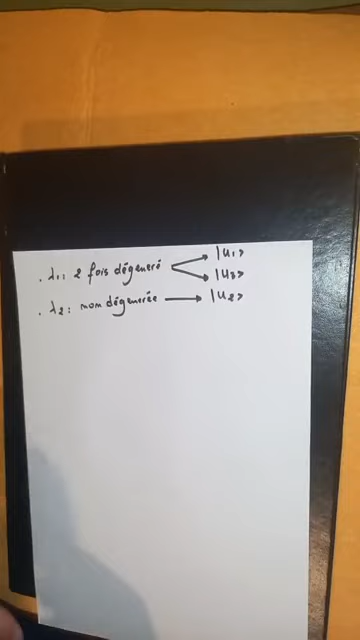 . λ1: 2 fois dégeneré → |u1>
→ |u3>
. λ2: non dégenerée → |u2>